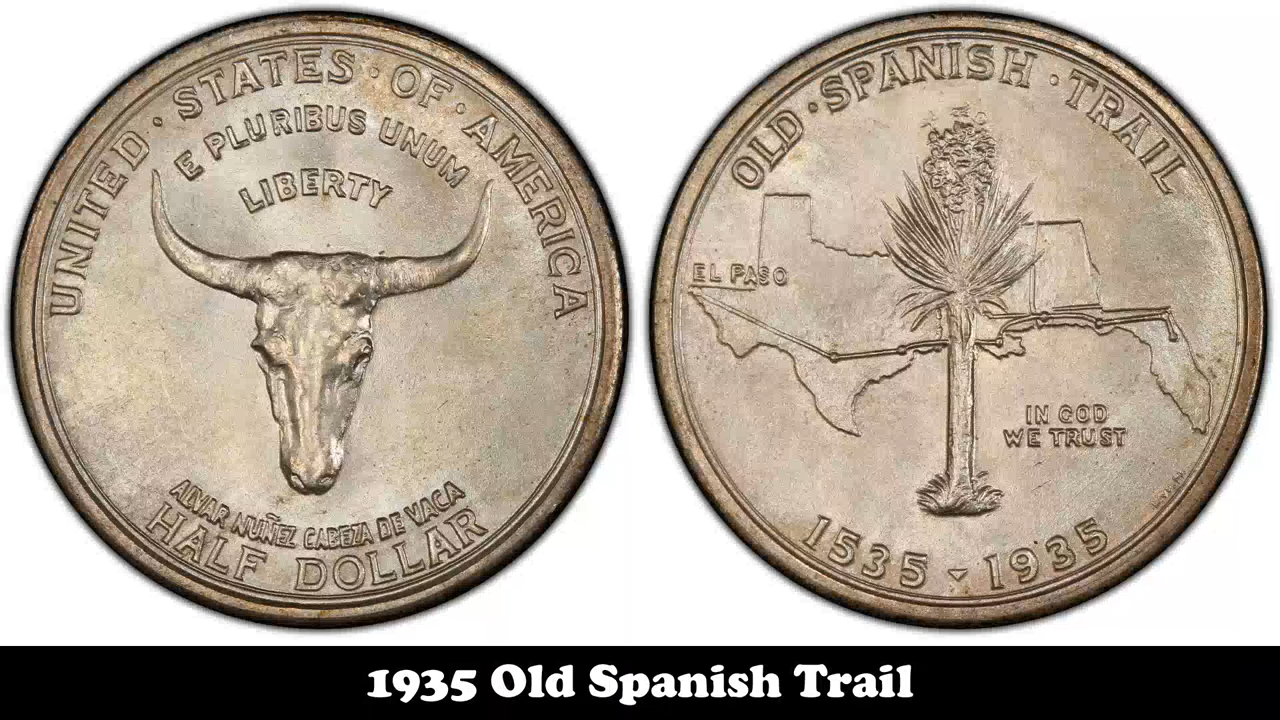 UNITED · STATES · OF · AMERICA
E PLURIBUS UNUM
LIBERTY
ALVAR NUÑEZ CABEZA DE VACA
HALF DOLLAR
OLD · SPANISH · TRAIL
EL PASO
IN GOD
WE TRUST
1535 1935
1935 Old Spanish Trail